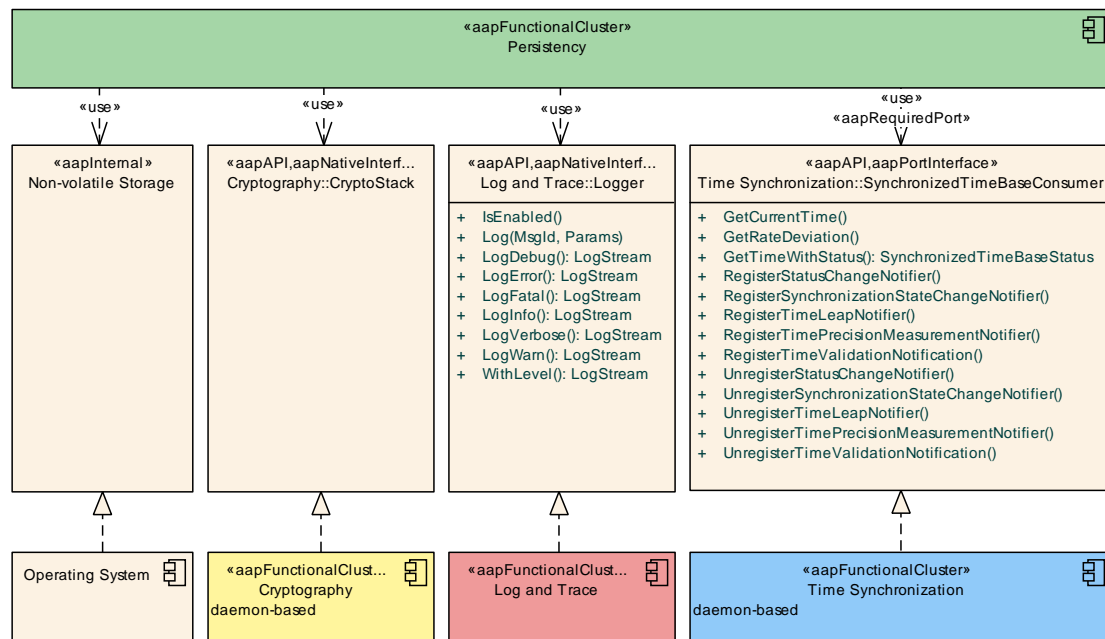 «aapFunctionalCluster»
Persistency
«use»
«use»
«use»
«use»
«aapRequiredPort»
«aapInternal»
Non-volatile Storage
«aapAPI,aapNativeInterf...
Cryptography::CryptoStack
«aapAPI,aapNativeInterf...
Log and Trace::Logger
+ IsEnabled()
+ Log(MsgId, Params)
+ LogDebug(): LogStream
+ LogError(): LogStream
+ LogFatal(): LogStream
+ LogInfo(): LogStream
+ LogVerbose(): LogStream
+ LogWarn(): LogStream
+ WithLevel(): LogStream
«aapAPI,aapPortInterface»
Time Synchronization::SynchronizedTimeBaseConsumer
+ GetCurrentTime()
+ GetRateDeviation()
+ GetTimeWithStatus(): SynchronizedTimeBaseStatus
+ RegisterStatusChangeNotifier()
+ RegisterSynchronizationStateChangeNotifier()
+ RegisterTimeLeapNotifier()
+ RegisterTimePrecisionMeasurementNotifier()
+ RegisterTimeValidationNotification()
+ UnregisterStatusChangeNotifier()
+ UnregisterSynchronizationStateChangeNotifier()
+ UnregisterTimeLeapNotifier()
+ UnregisterTimePrecisionMeasurementNotifier()
+ UnregisterTimeValidationNotification()
Operating System
«aapFunctionalClust...
Cryptography
daemon-based
«aapFunctionalClust...
Log and Trace
«aapFunctionalCluster»
Time Synchronization
daemon-based